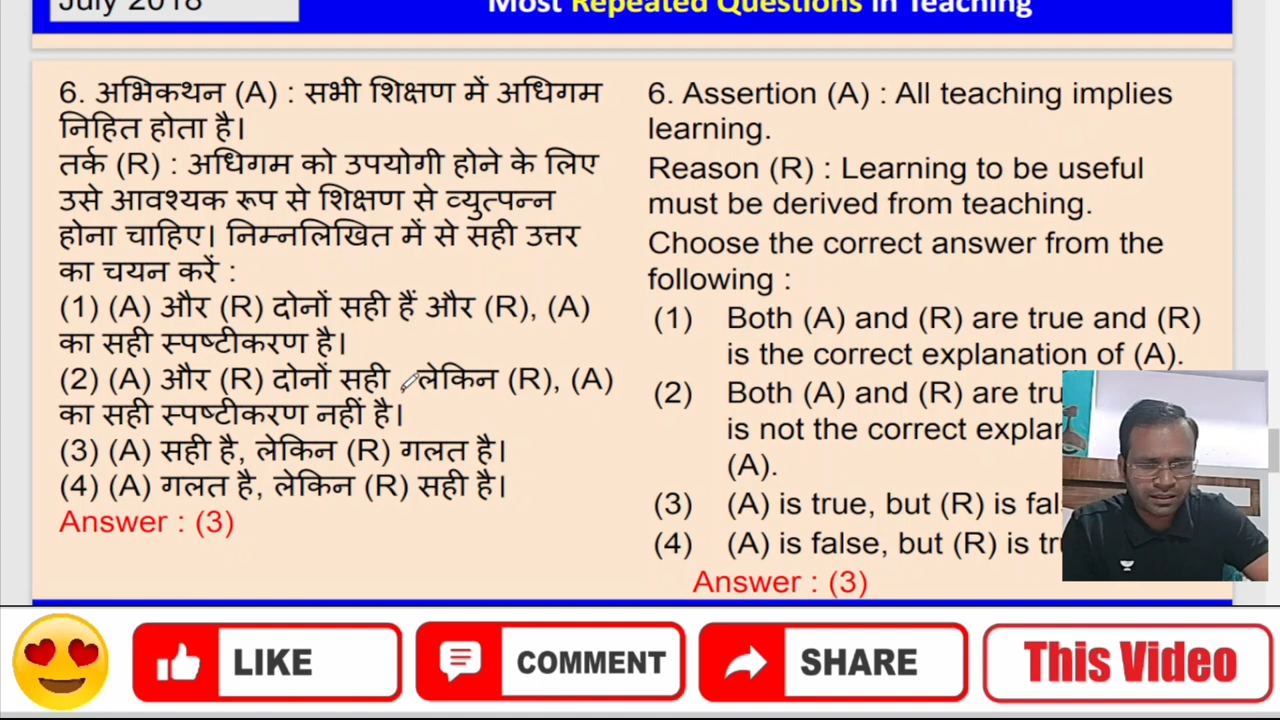 July 2018
Most Repeated Questions in Teaching
6. अभिकथन (A) : सभी शिक्षण में अधिगम
निहित होता है।
तर्क (R) : अधिगम को उपयोगी होने के लिए
उसे आवश्यक रूप से शिक्षण से व्युत्पन्न
होना चाहिए। निम्नलिखित में से सही उत्तर
का चयन करें :
(1) (A) और (R) दोनों सही हैं और (R), (A)
का सही स्पष्टीकरण है।
(2) (A) और (R) दोनों सही लेकिन (R), (A)
का सही स्पष्टीकरण नहीं है।
(3) (A) सही है, लेकिन (R) गलत है।
(4) (A) गलत है, लेकिन (R) सही है।
Answer : (3)
6. Assertion (A) : All teaching implies
learning.
Reason (R) : Learning to be useful
must be derived from teaching.
Choose the correct answer from the
following :
(1) Both (A) and (R) are true and (R)
is the correct explanation of (A).
(2) Both (A) and (R) are
is not the correct
(A).
(3) (A) is true, but (R) is
(4) (A) is false, but (R) is
Answer : (3)
LIKE
COMMENT
SHARE
This Video